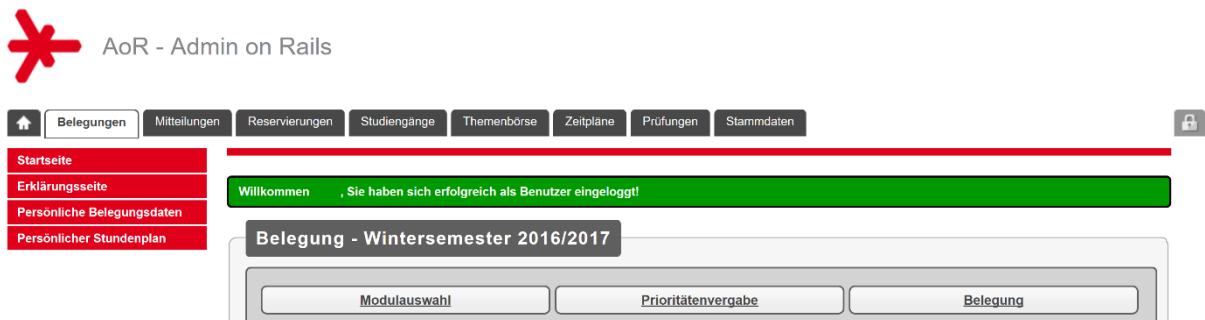 AoR - Admin on Rails
Belegungen Mitteilungen Reservierungen Studiengänge Themenbörse Zeitpläne Prüfungen Stammdaten
Startseite
Erklärungsseite
Persönliche Belegungsdaten
Persönlicher Stundenplan
Willkommen , Sie haben sich erfolgreich als Benutzer eingeloggt!
Belegung - Wintersemester 2016/2017
Modulauswahl Prioritätenvergabe Belegung